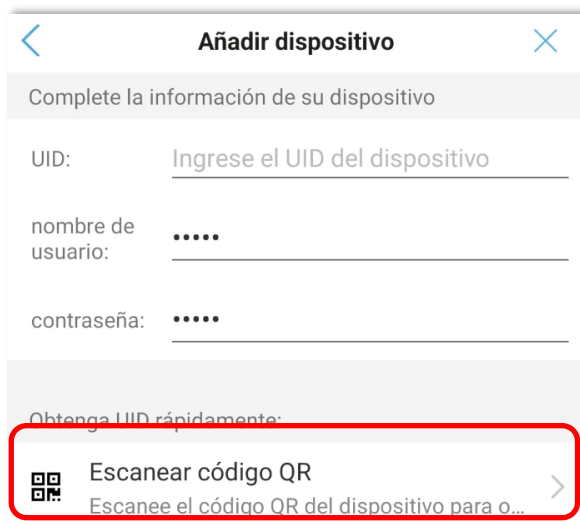 Añadir dispositivo
Complete la información de su dispositivo
UID:
Ingrese el UID del dispositivo
nombre de
usuario:
•••••
contraseña:
•••••
Obtenga UID rápidamente:
Escanear código QR
Escanee el código QR del dispositivo para o...